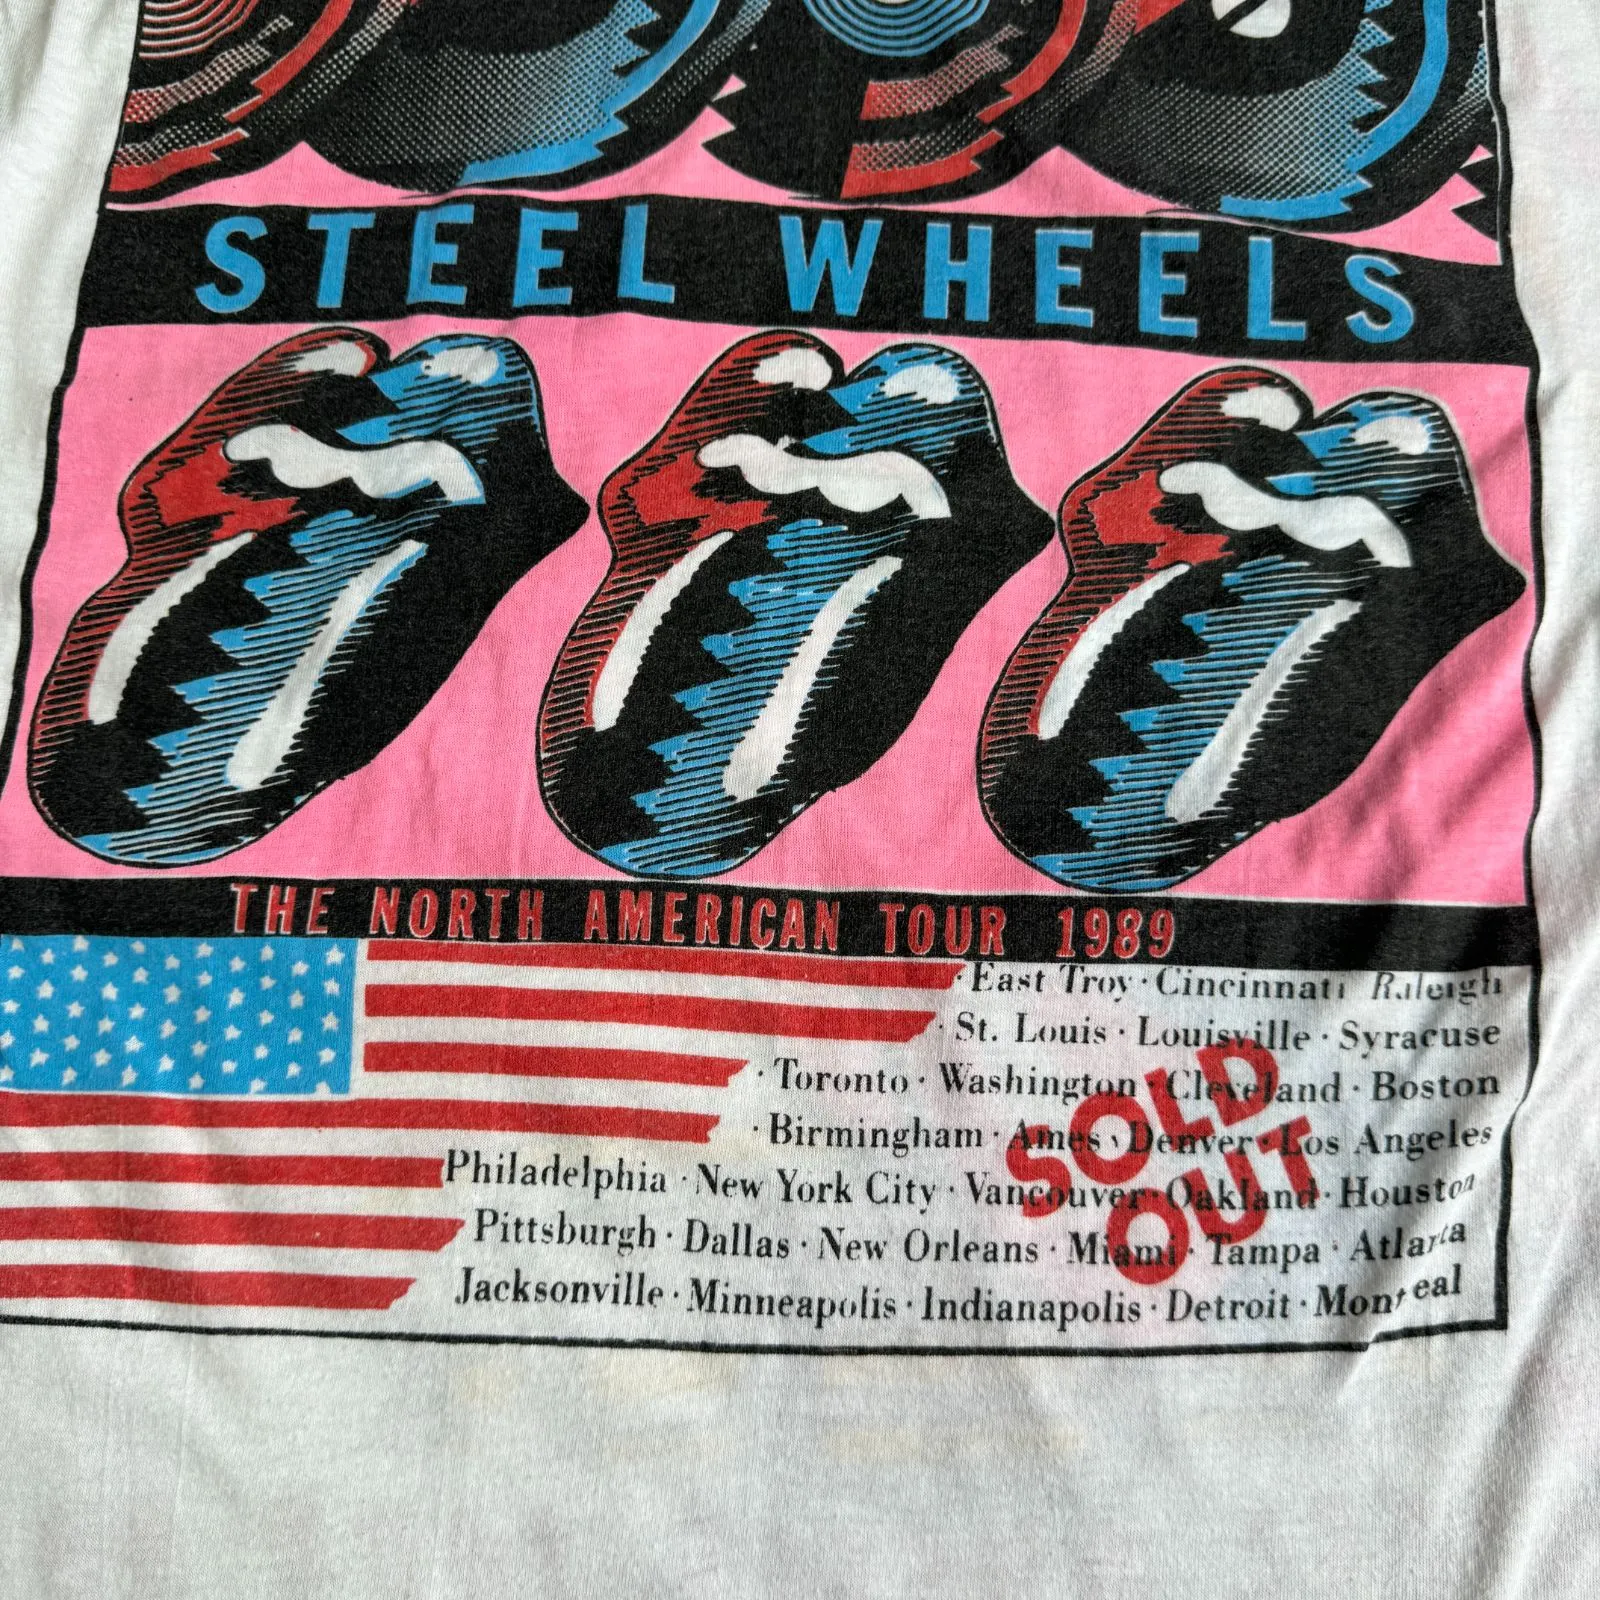 STEEL WHEELS
THE NORTH AMERICAN TOUR 1989
· East Troy · Cincinnati Raleigh
· St. Louis · Louisville · Syracuse
· Toronto · Washington · Cleveland · Boston
· Birmingham · Ames · Denver · Los Angeles
Philadelphia · New York City · Vancouver · Oakland · Houston
Pittsburgh · Dallas · New Orleans · Miami · Tampa · Atlanta
Jacksonville · Minneapolis · Indianapolis · Detroit · Montreal
SOLD
OUT